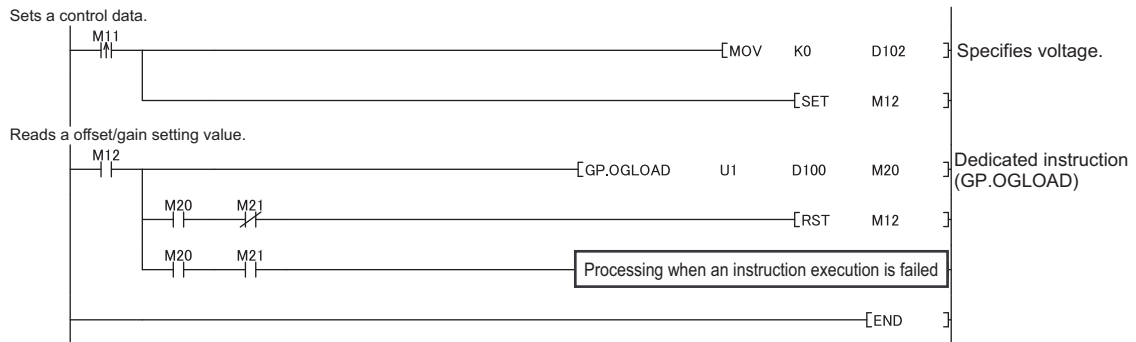 Sets a control data.
M11
[MOV K0 D102 ] Specifies voltage.
[SET M12 ]
Reads a offset/gain setting value.
M12
[GP.OGLOAD U1 D100 M20 ] Dedicated instruction
(GP.OGLOAD)
M20 M21
[RST M12 ]
M20 M21
Processing when an instruction execution is failed
[END ]